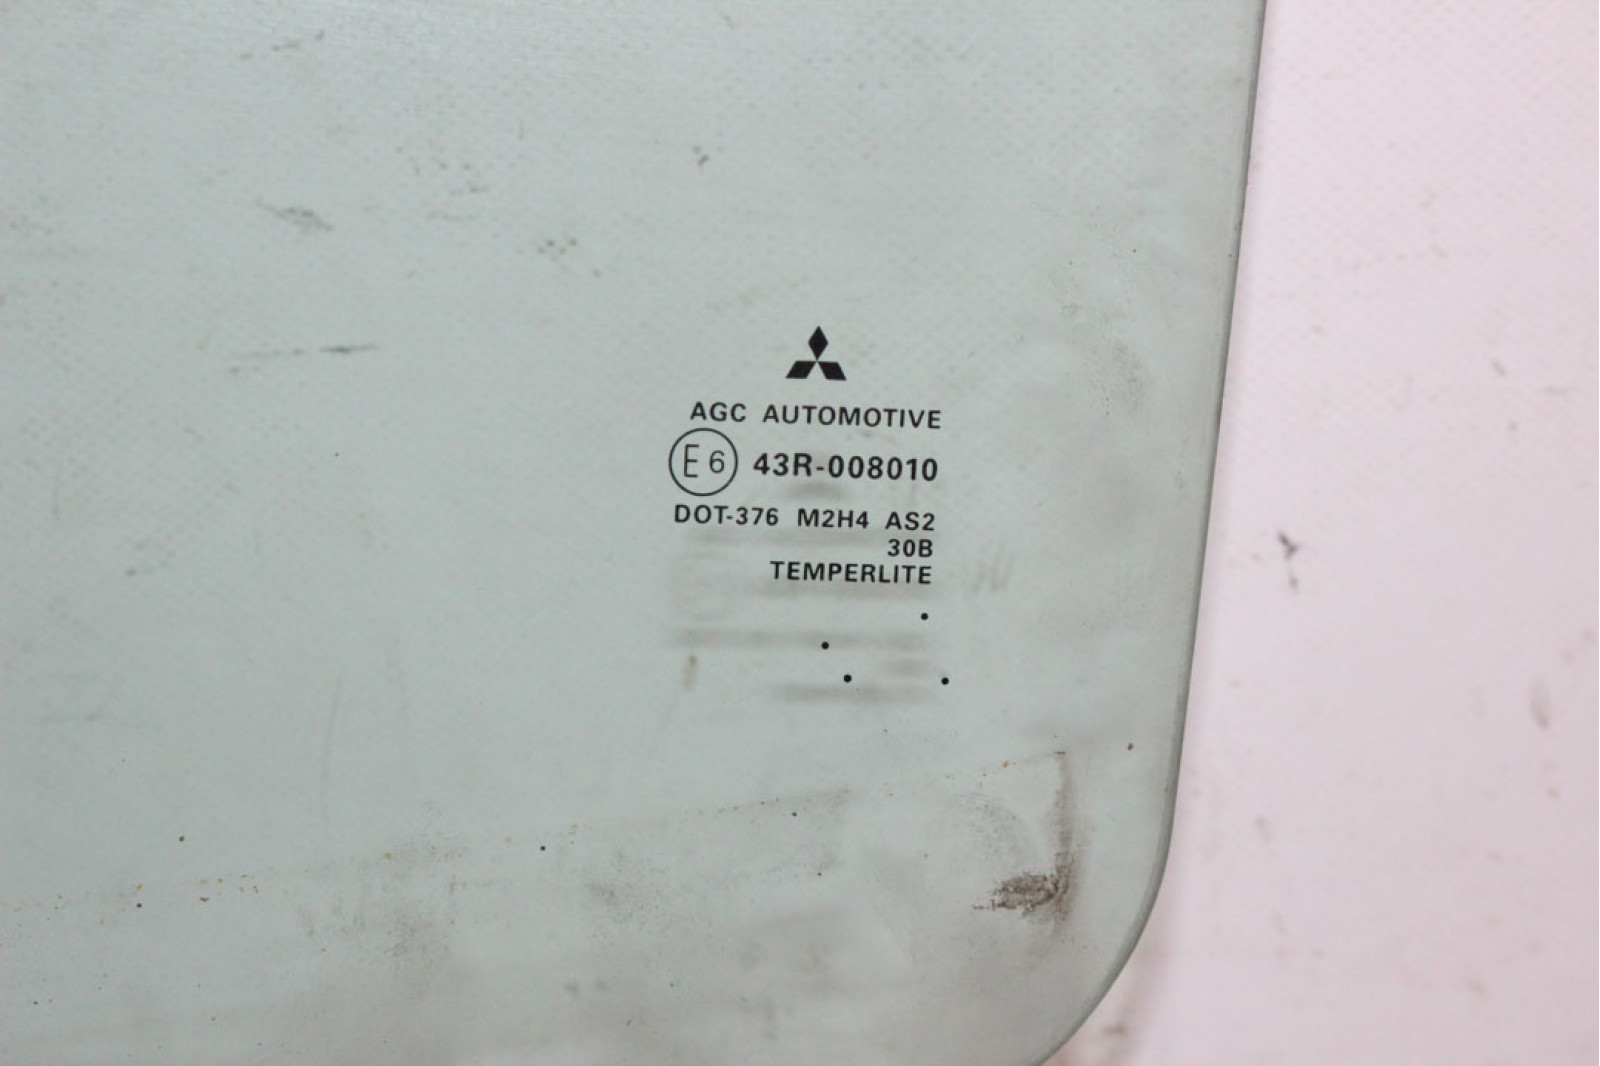 AGC AUTOMOTIVE
E6 43R-008010
DOT-376 M2H4 AS2
30B
TEMPERLITE